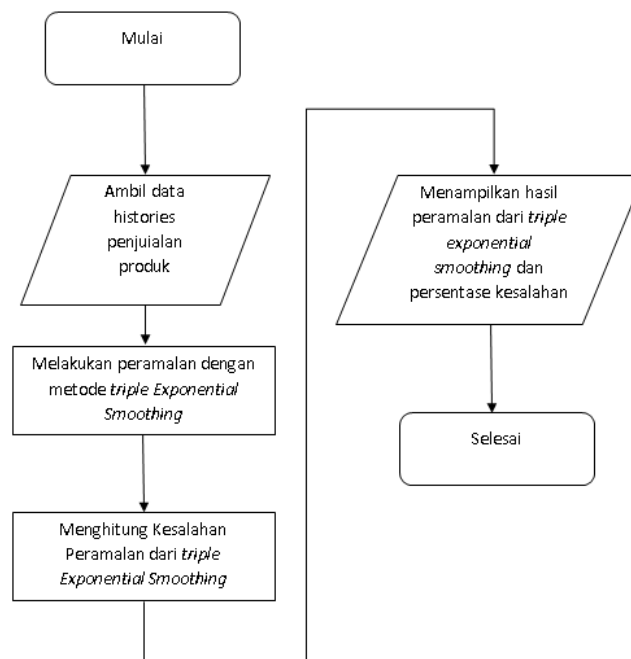 Mulai
Ambil data
histories
penjuialan
produk
Melakukan peramalan dengan
metode triple Exponential
Smoothing
Menghitung Kesalahan
Peramalan dari triple
Exponential Smoothing
Menampilkan hasil
peramalan dari triple
exponential
smoothing dan
persentase kesalahan
Selesai